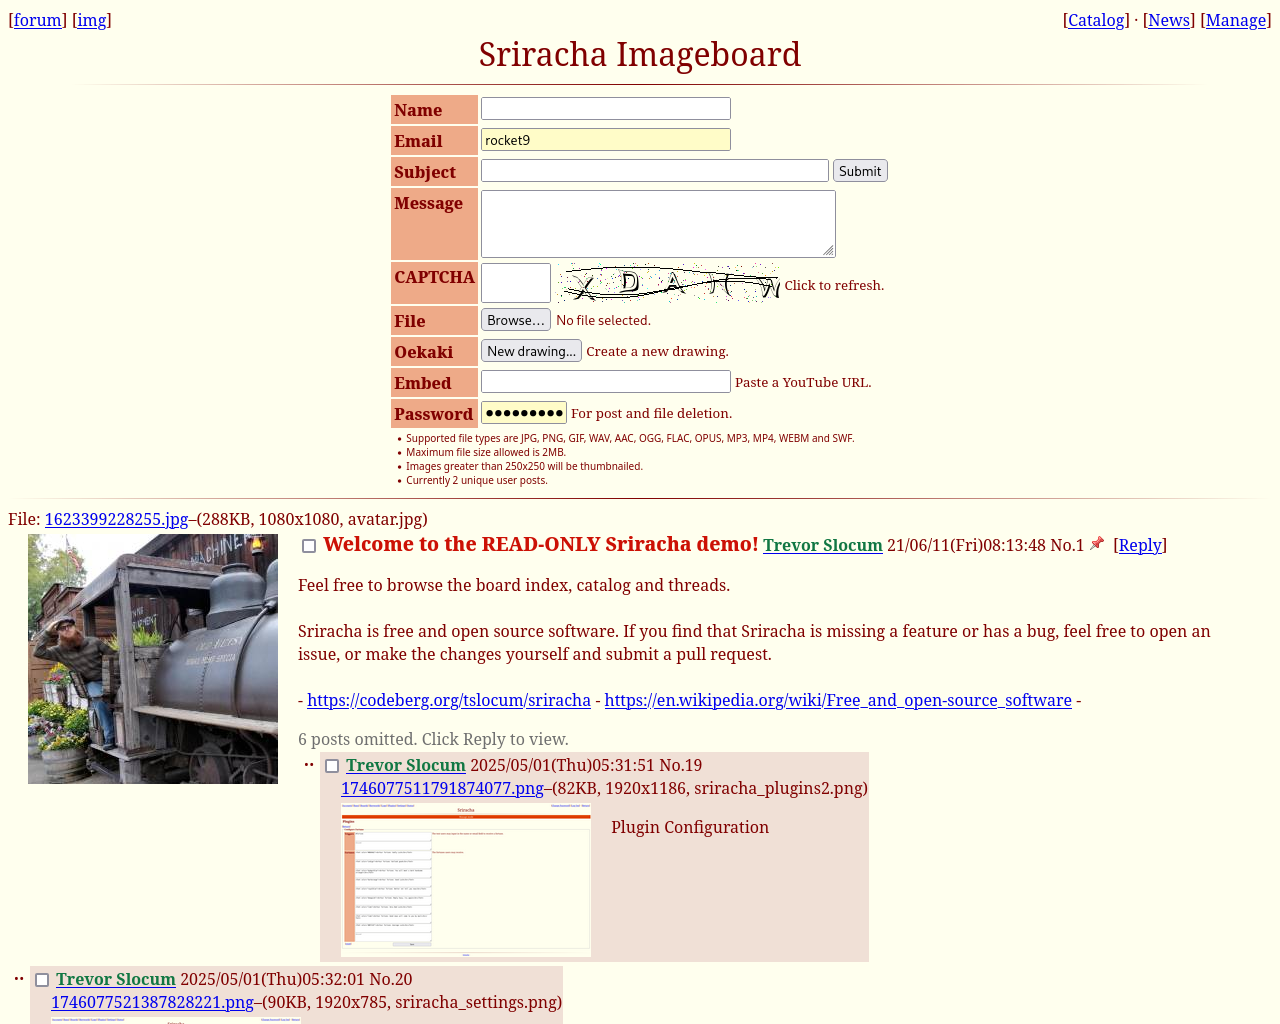 [forum] [img]
[Catalog] · [News] [Manage]
Sriracha Imageboard
Name
Email rocket9
Subject Submit
Message
CAPTCHA Click to refresh.
File Browse... No file selected.
Oekaki New drawing... Create a new drawing.
Embed Paste a YouTube URL.
Password ●●●●●●●●● For post and file deletion.
• Supported file types are JPG, PNG, GIF, WAV, AAC, OGG, FLAC, OPUS, MP3, MP4, WEBM and SWF.
• Maximum file size allowed is 2MB.
• Images greater than 250x250 will be thumbnailed.
• Currently 2 unique user posts.
File: 1623399228255.jpg–(288KB, 1080x1080, avatar.jpg)
Welcome to the READ-ONLY Sriracha demo! Trevor Slocum 21/06/11(Fri)08:13:48 No.1 [Reply]
Feel free to browse the board index, catalog and threads.
Sriracha is free and open source software. If you find that Sriracha is missing a feature or has a bug, feel free to open an
issue, or make the changes yourself and submit a pull request.
- https://codeberg.org/tslocum/sriracha - https://en.wikipedia.org/wiki/Free_and_open-source_software -
6 posts omitted. Click Reply to view.
Trevor Slocum 2025/05/01(Thu)05:31:51 No.19
1746077511791874077.png–(82KB, 1920x1186, sriracha_plugins2.png)
Sriracha
Plugin Configuration
Trevor Slocum 2025/05/01(Thu)05:32:01 No.20
1746077521387828221.png–(90KB, 1920x785, sriracha_settings.png)